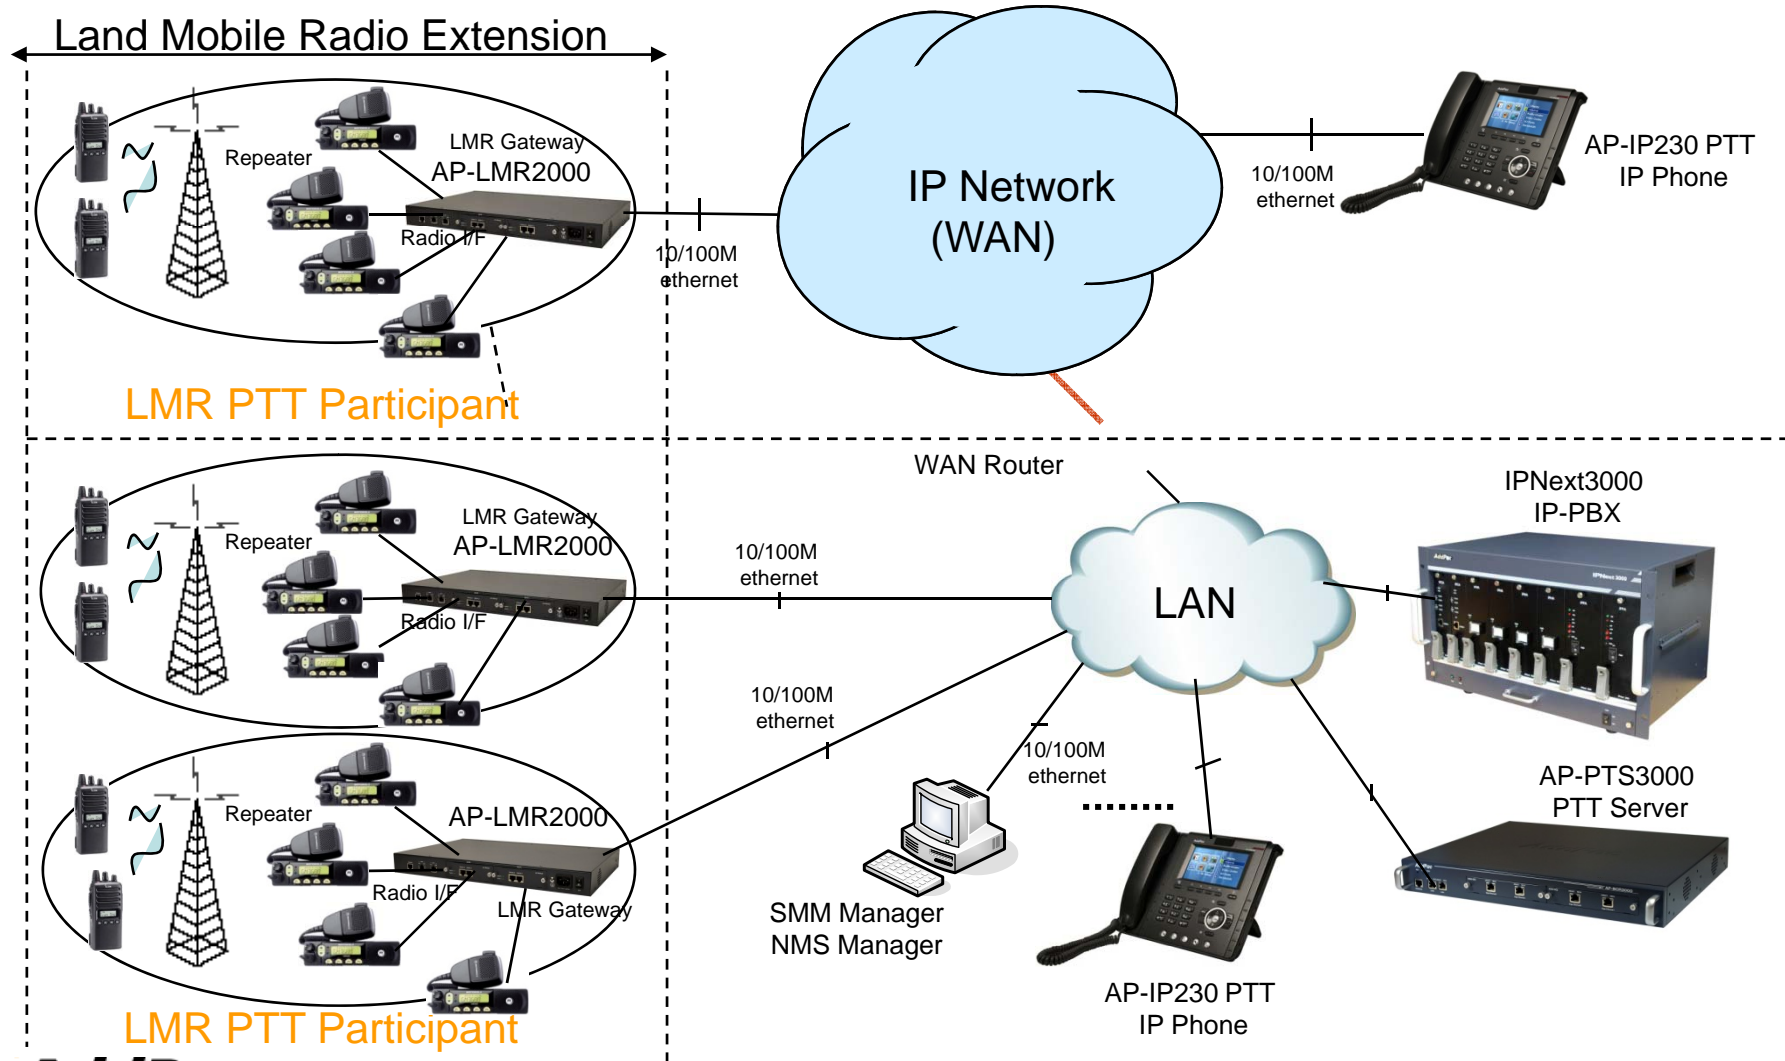 Land Mobile Radio Extension
LMR Gateway
AP-LMR2000
Repeater
Radio I/F
10/100M
ethernet
IP Network
(WAN)
10/100M
ethernet
AP-IP230 PTT
IP Phone
LMR PTT Participant
WAN Router
LMR Gateway
AP-LMR2000
Repeater
Radio I/F
10/100M
ethernet
LAN
IPNext3000
IP-PBX
AddPac
IPNext 3000
10/100M
ethernet
10/100M
ethernet
AP-LMR2000
Repeater
Radio I/F
LMR Gateway
SMM Manager
NMS Manager
AP-IP230 PTT
IP Phone
AP-PTS3000
PTT Server
LMR PTT Participant